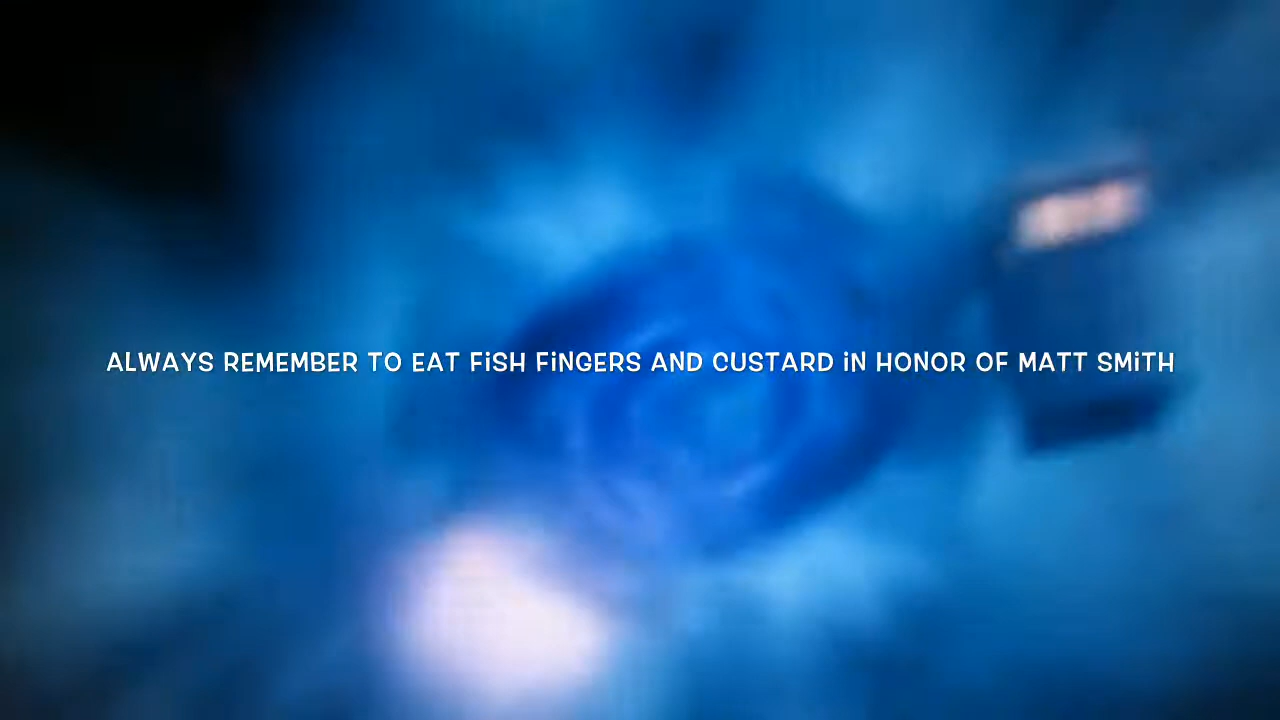 ALWAYS REMEMBER TO EAT FiSH FiNGERS AND CUSTARD iN HONOR OF MATT SMiTH